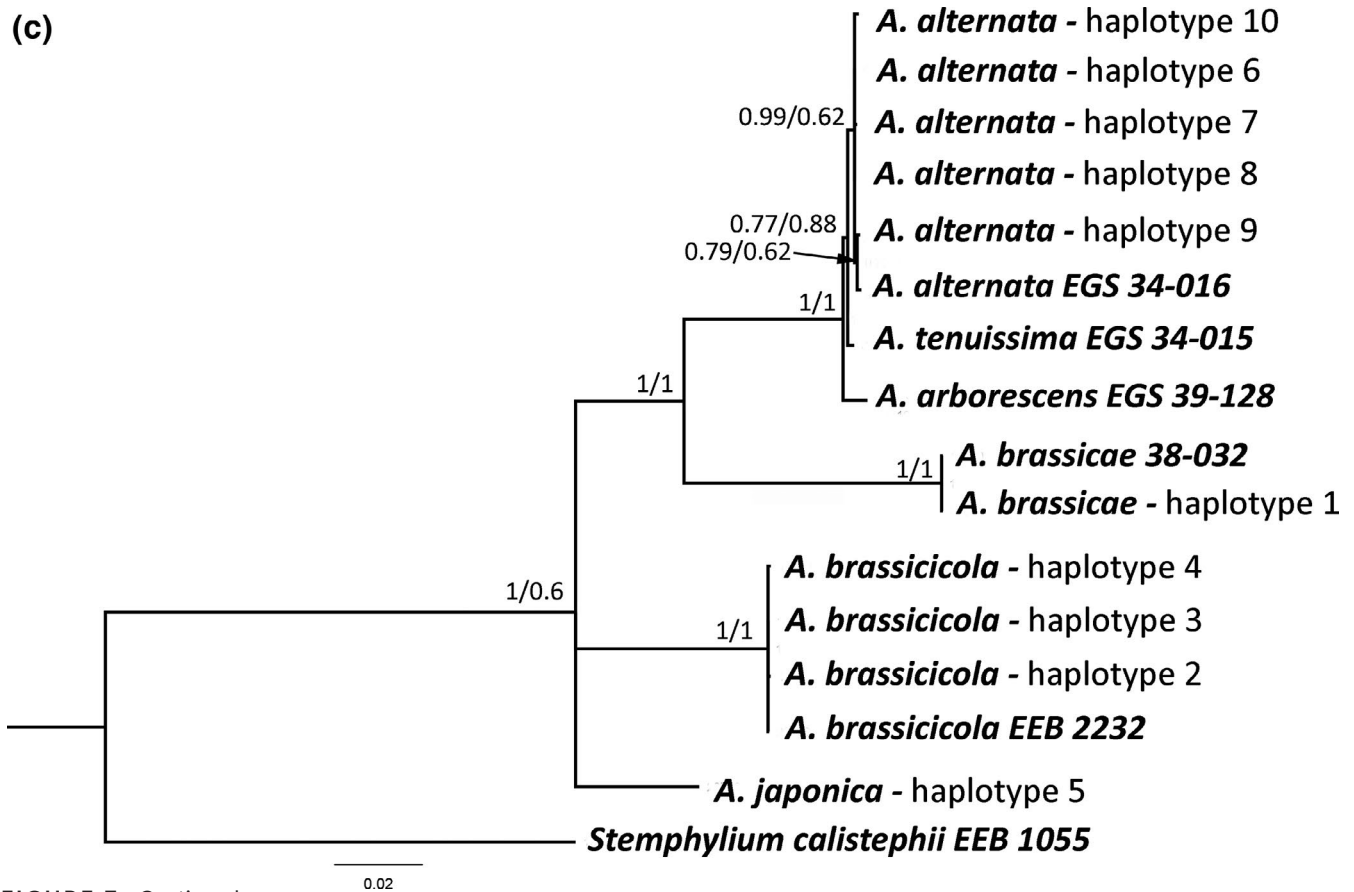 (c)
A. alternata - haplotype 10
A. alternata - haplotype 6
0.99/0.62
A. alternata - haplotype 7
A. alternata - haplotype 8
0.77/0.88
A. alternata - haplotype 9
0.79/0.62
A. alternata EGS 34-016
1/1
A. tenuissima EGS 34-015
1/1
A. arborescens EGS 39-128
A. brassicae 38-032
1/1
A. brassicae - haplotype 1
A. brassicicola - haplotype 4
1/0.6
A. brassicicola - haplotype 3
1/1
A. brassicicola - haplotype 2
A. brassicicola EEB 2232
A. japonica - haplotype 5
Stemphylium calistephii EEB 1055
0.02